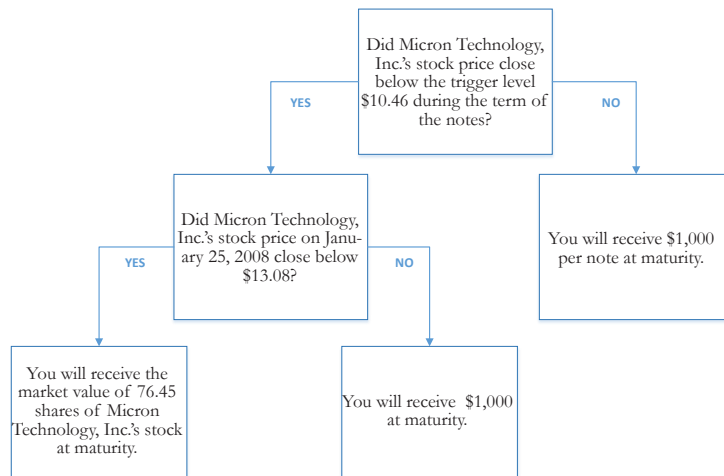 Did Micron Technology,
Inc.'s stock price close
below the trigger level
$10.46 during the term of
the notes?
YES
NO
Did Micron Technology,
Inc.'s stock price on Janu-
ary 25, 2008 close below
$13.08?
You will receive $1,000
per note at maturity.
YES
NO
You will receive the
market value of 76.45
shares of Micron
Technology, Inc.'s stock
at maturity.
You will receive $1,000
at maturity.